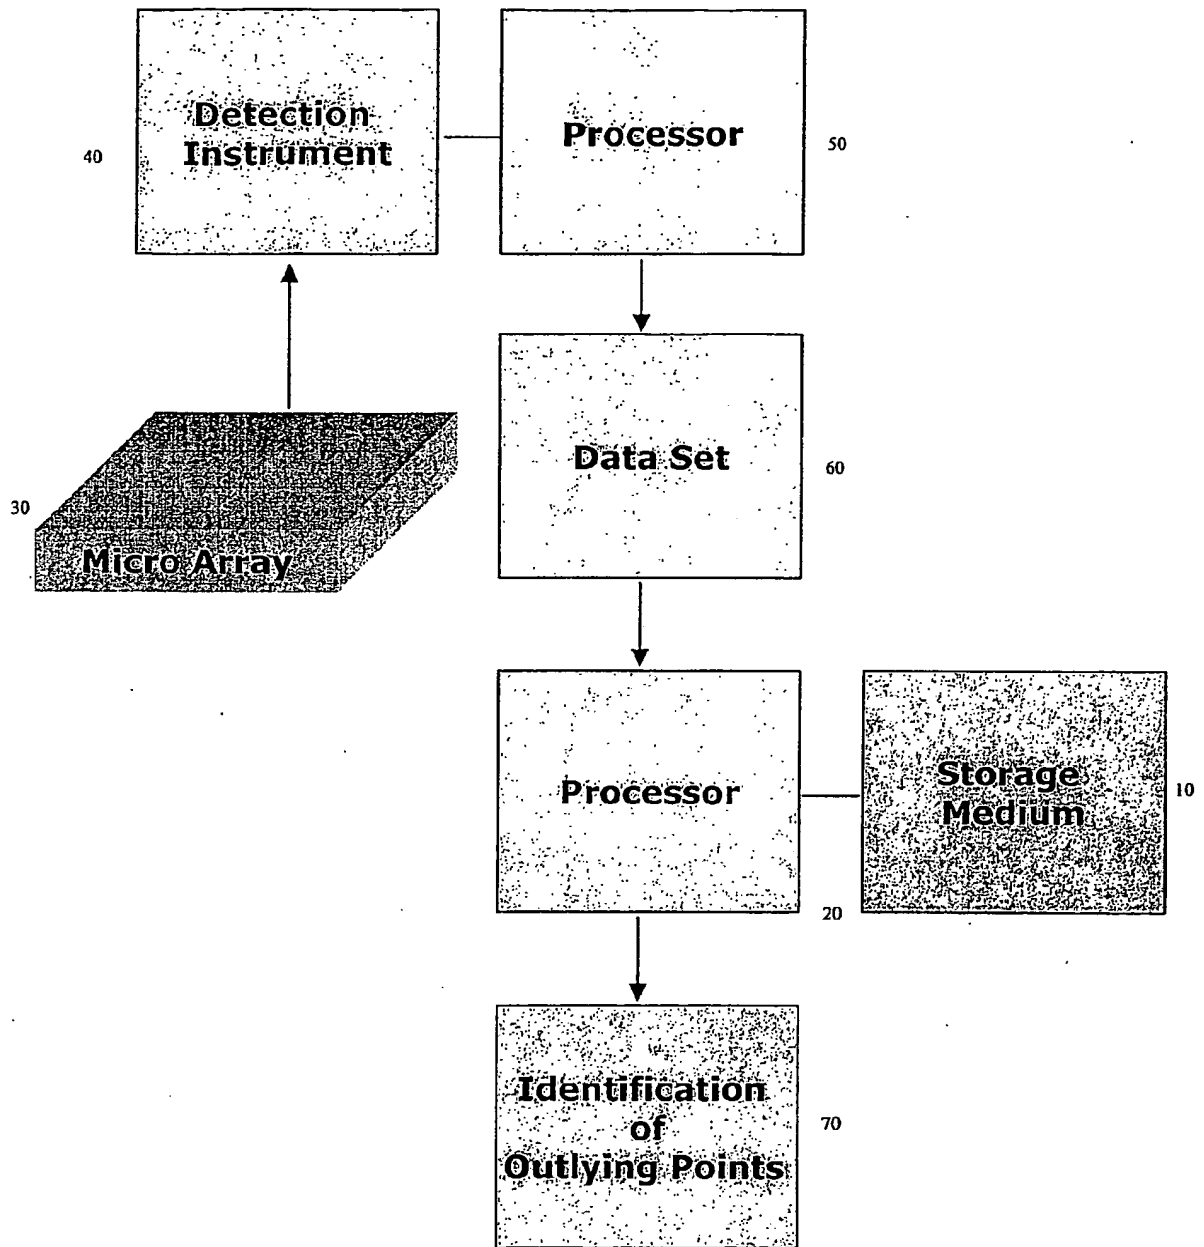 Detection
Instrument
40
Processor
50
Data Set
60
30
Micro Array
Processor
20
Storage
Medium
10
Identification
of
Outlying Points
70